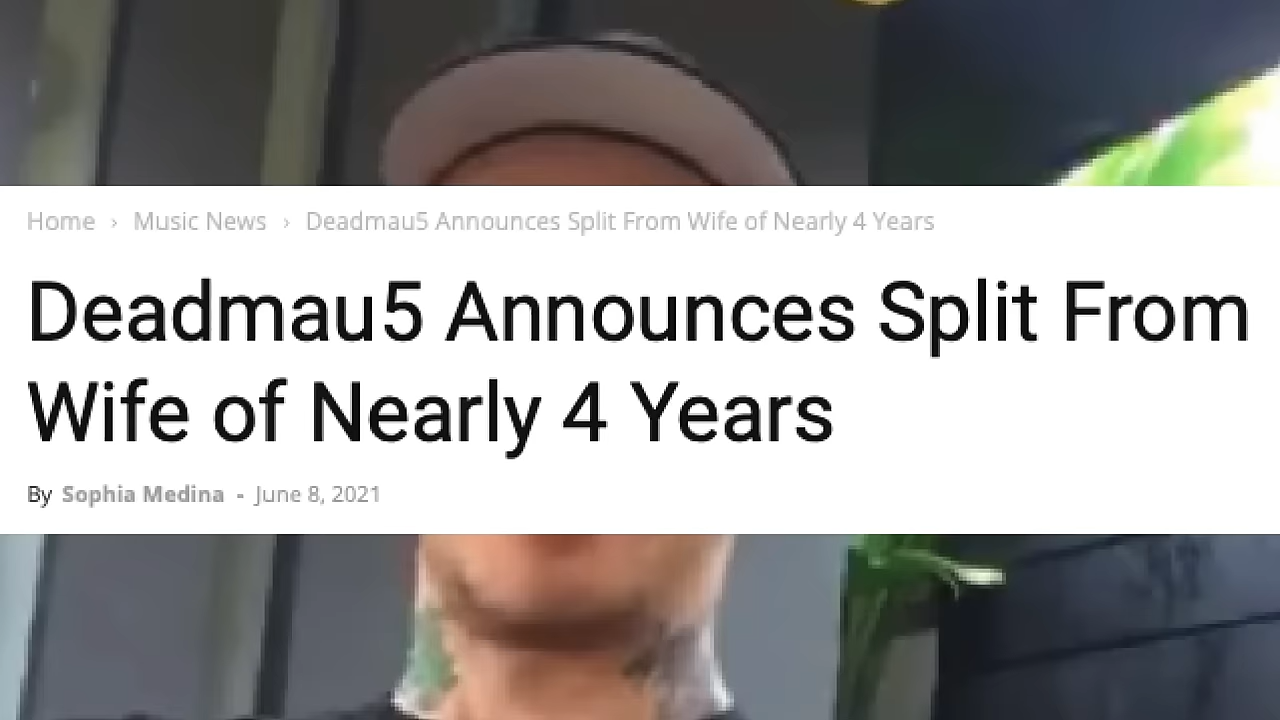 Home › Music News › Deadmau5 Announces Split From Wife of Nearly 4 Years
Deadmau5 Announces Split From
Wife of Nearly 4 Years
By Sophia Medina - June 8, 2021